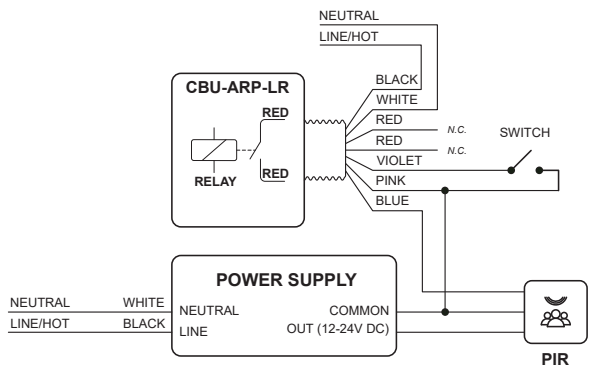 NEUTRAL
LINE/HOT
CBU-ARP-LR
RED
RELAY
RED
BLACK
WHITE
RED
N.C.
RED
N.C.
VIOLET
SWITCH
PINK
BLUE
POWER SUPPLY
NEUTRAL WHITE NEUTRAL COMMON
LINE/HOT BLACK LINE OUT (12-24V DC)
PIR